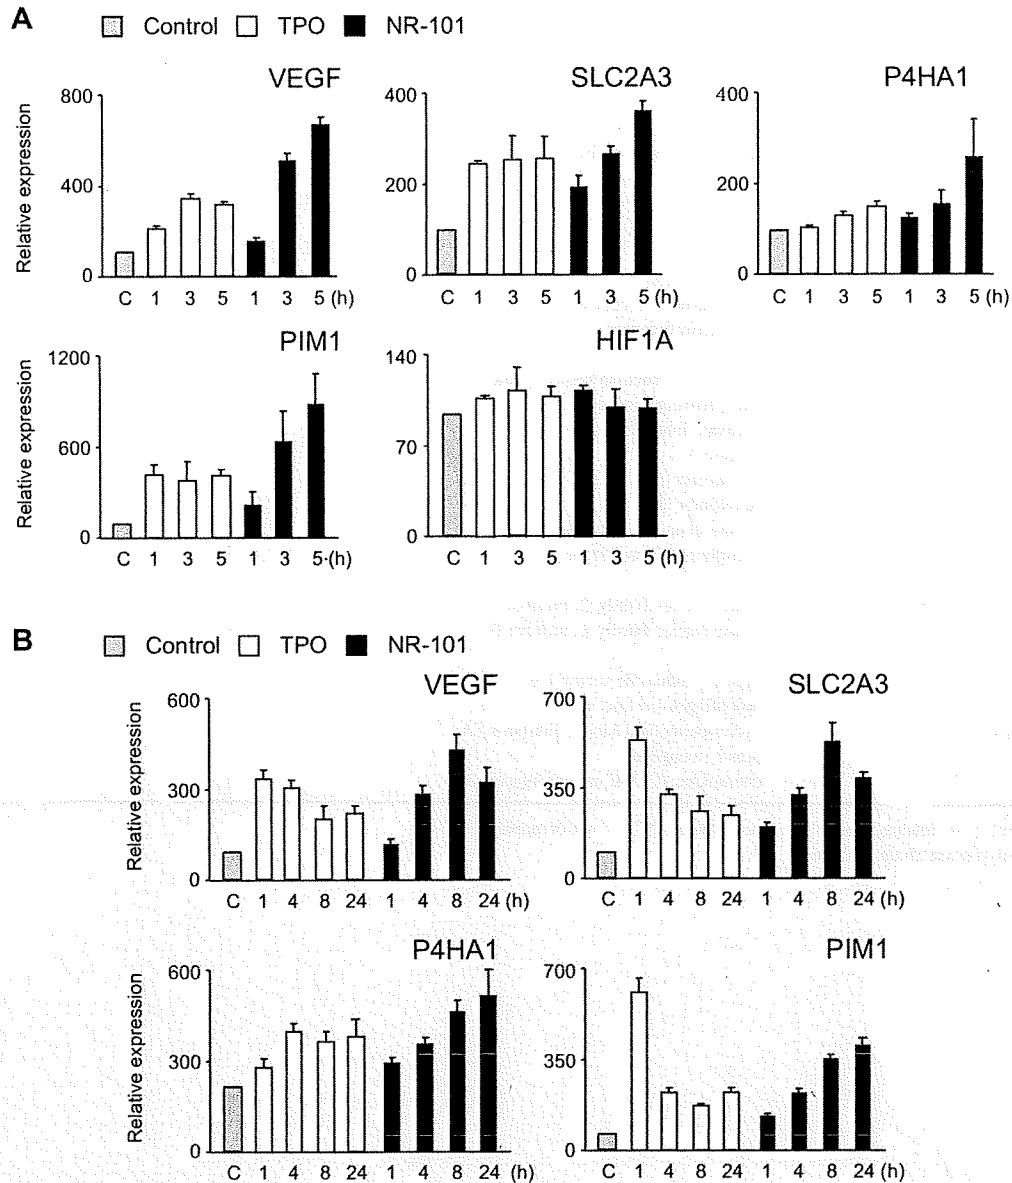 A
Control TPO NR-101
VEGF SLC2A3 P4HA1
Relative expression
800
400
0
C 1 3 5 1 3 5 (h)
400
200
0
C 1 3 5 1 3 5 (h)
400
200
0
C 1 3 5 1 3 5 (h)
PIM1 HIF1A
Relative expression
1200
600
0
C 1 3 5 1 3 5 (h)
140
70
0
C 1 3 5 1 3 5 (h)
B
Control TPO NR-101
VEGF SLC2A3
Relative expression
600
300
0
C 1 4 8 24 1 4 8 24 (h)
700
350
0
C 1 4 8 24 1 4 8 24 (h)
P4HA1 PIM1
Relative expression
600
300
0
C 1 4 8 24 1 4 8 24 (h)
700
350
0
C 1 4 8 24 1 4 8 24 (h)